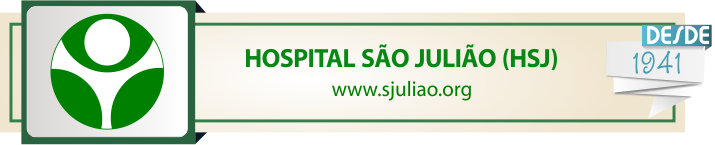 HOSPITAL SÃO JULIÃO (HSJ)
www.sjuliao.org
DESDE
1941